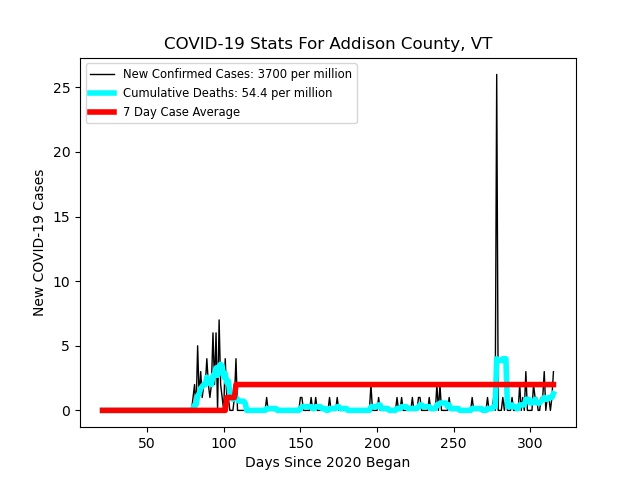 COVID-19 Stats For Addison County, VT
New Confirmed Cases: 3700 per million
Cumulative Deaths: 54.4 per million
7 Day Case Average
25
20
15
10
5
0
New COVID-19 Cases
50 100 150 200 250 300
Days Since 2020 Began